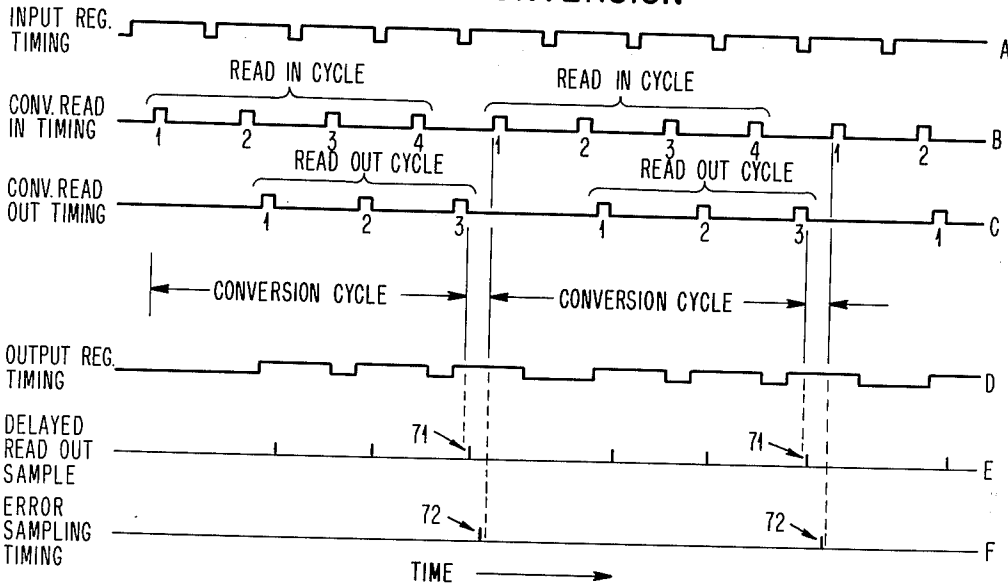 INPUT REG.
TIMING
A
READ IN CYCLE
READ IN CYCLE
CONV. READ
IN TIMING
1 2 3 4 1 2 3 4 1 2
B
READ OUT CYCLE
READ OUT CYCLE
CONV. READ
OUT TIMING
1 2 3 1 2 3 1
C
CONVERSION CYCLE
CONVERSION CYCLE
OUTPUT REG.
TIMING
D
DELAYED
READ OUT
SAMPLE
71
71
E
ERROR
SAMPLING
TIMING
72
72
F
TIME